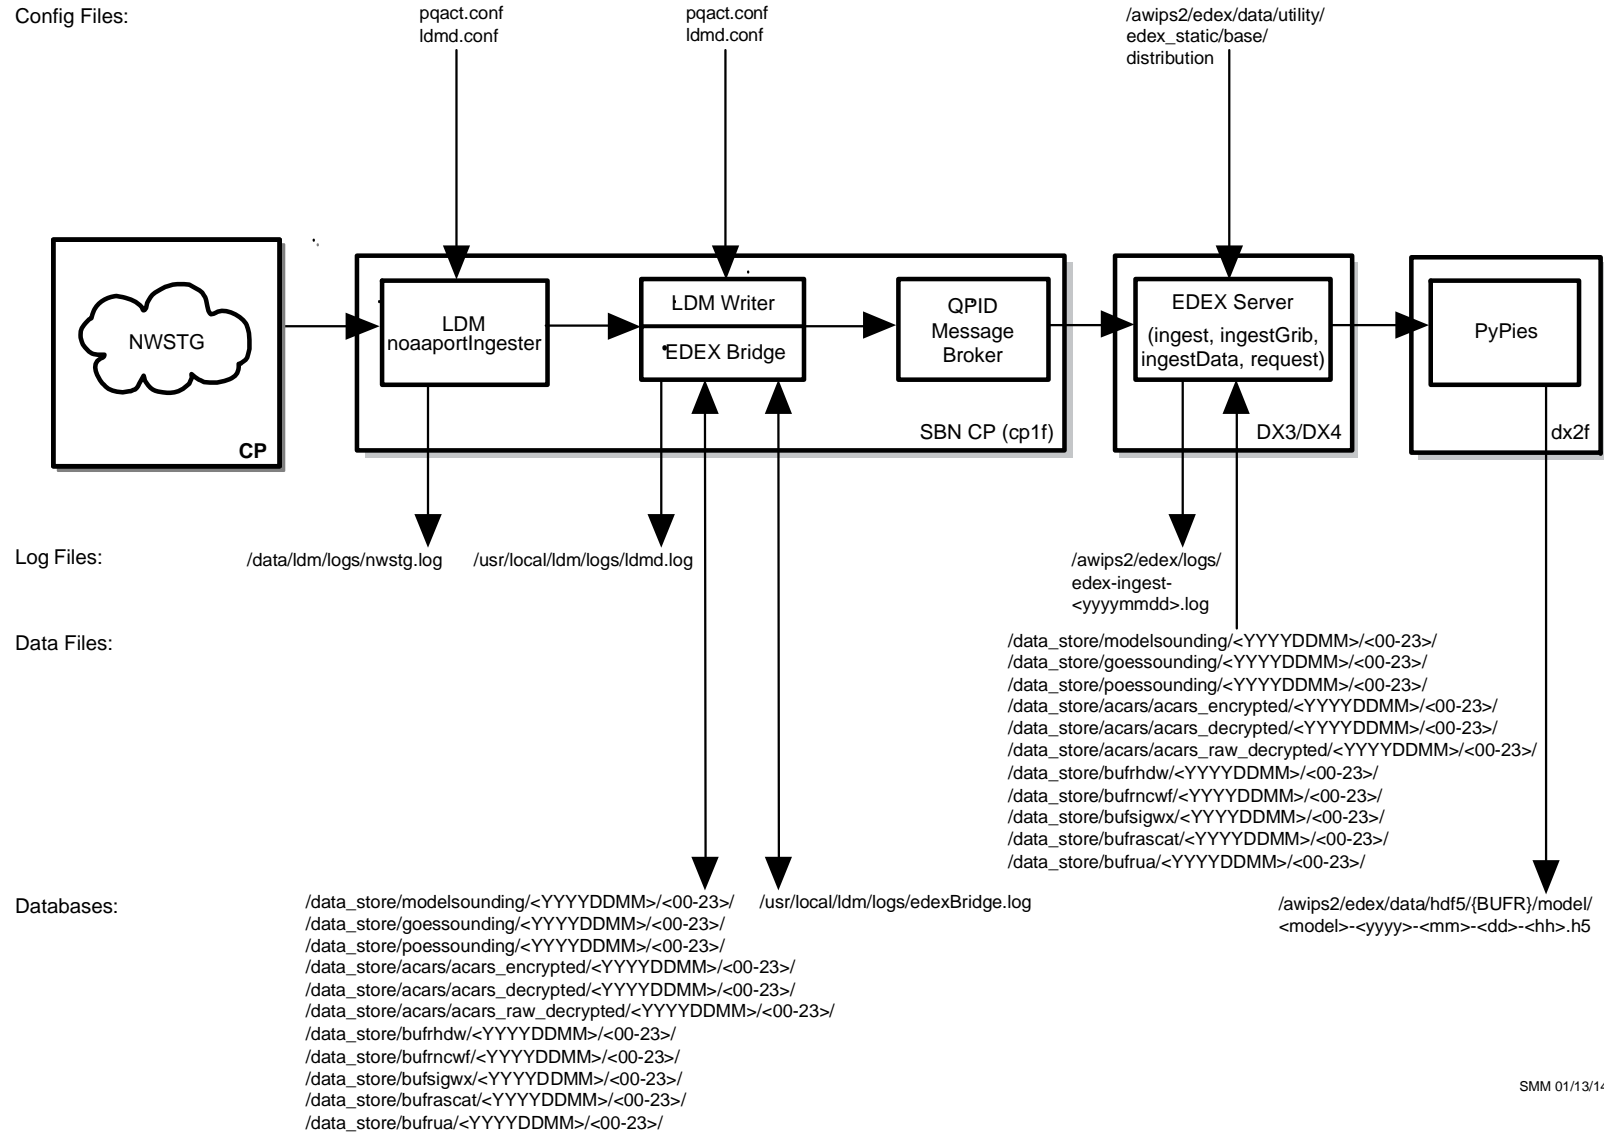 Config Files:
pqact.conf
ldmd.conf
pqact.conf
ldmd.conf
/awips2/edex/data/utility/
edex_static/base/
distribution
NWSTG
CP
LDM
noaaportIngester
LDM Writer
EDEX Bridge
QPID
Message
Broker
SBN CP (cp1f)
EDEX Server
(ingest, ingestGrib,
ingestData, request)
DX3/DX4
PyPies
dx2f
Log Files:
/data/ldm/logs/nwstg.log
/usr/local/ldm/logs/ldmd.log
/awips2/edex/logs/
edex-ingest-
<yyyymmdd>.log
Data Files:
/data_store/modelsounding/<YYYYDDMM>/<00-23>/
/data_store/goessounding/<YYYYDDMM>/<00-23>/
/data_store/poessounding/<YYYYDDMM>/<00-23>/
/data_store/acars/acars_encrypted/<YYYYDDMM>/<00-23>/
/data_store/acars/acars_decrypted/<YYYYDDMM>/<00-23>/
/data_store/acars/acars_raw_decrypted/<YYYYDDMM>/<00-23>/
/data_store/bufrhdw/<YYYYDDMM>/<00-23>/
/data_store/bufrncwf/<YYYYDDMM>/<00-23>/
/data_store/bufsigwx/<YYYYDDMM>/<00-23>/
/data_store/bufrascat/<YYYYDDMM>/<00-23>/
/data_store/bufrua/<YYYYDDMM>/<00-23>/
Databases:
/data_store/modelsounding/<YYYYDDMM>/<00-23>/
/data_store/goessounding/<YYYYDDMM>/<00-23>/
/data_store/poessounding/<YYYYDDMM>/<00-23>/
/data_store/acars/acars_encrypted/<YYYYDDMM>/<00-23>/
/data_store/acars/acars_decrypted/<YYYYDDMM>/<00-23>/
/data_store/acars/acars_raw_decrypted/<YYYYDDMM>/<00-23>/
/data_store/bufrhdw/<YYYYDDMM>/<00-23>/
/data_store/bufrncwf/<YYYYDDMM>/<00-23>/
/data_store/bufsigwx/<YYYYDDMM>/<00-23>/
/data_store/bufrascat/<YYYYDDMM>/<00-23>/
/data_store/bufrua/<YYYYDDMM>/<00-23>/
/usr/local/ldm/logs/edexBridge.log
/awips2/edex/data/hdf5/{BUFR}/model/
<model>-<yyyy>-<mm>-<dd>-<hh>.h5
SMM 01/13/14